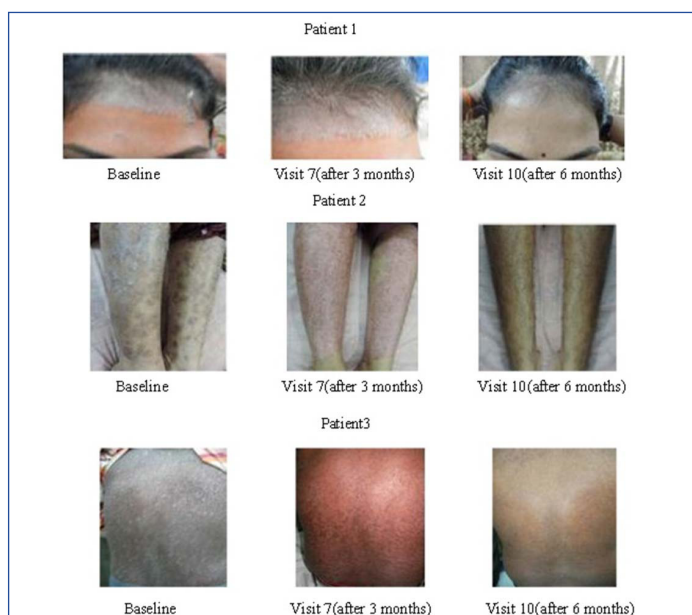 Patient 1
Baseline
Visit 7(after 3 months)
Visit 10(after 6 months)
Patient 2
Baseline
Visit 7(after 3 months)
Visit 10(after 6 months)
Patient3
Baseline
Visit 7(after 3 months)
Visit 10(after 6 months)